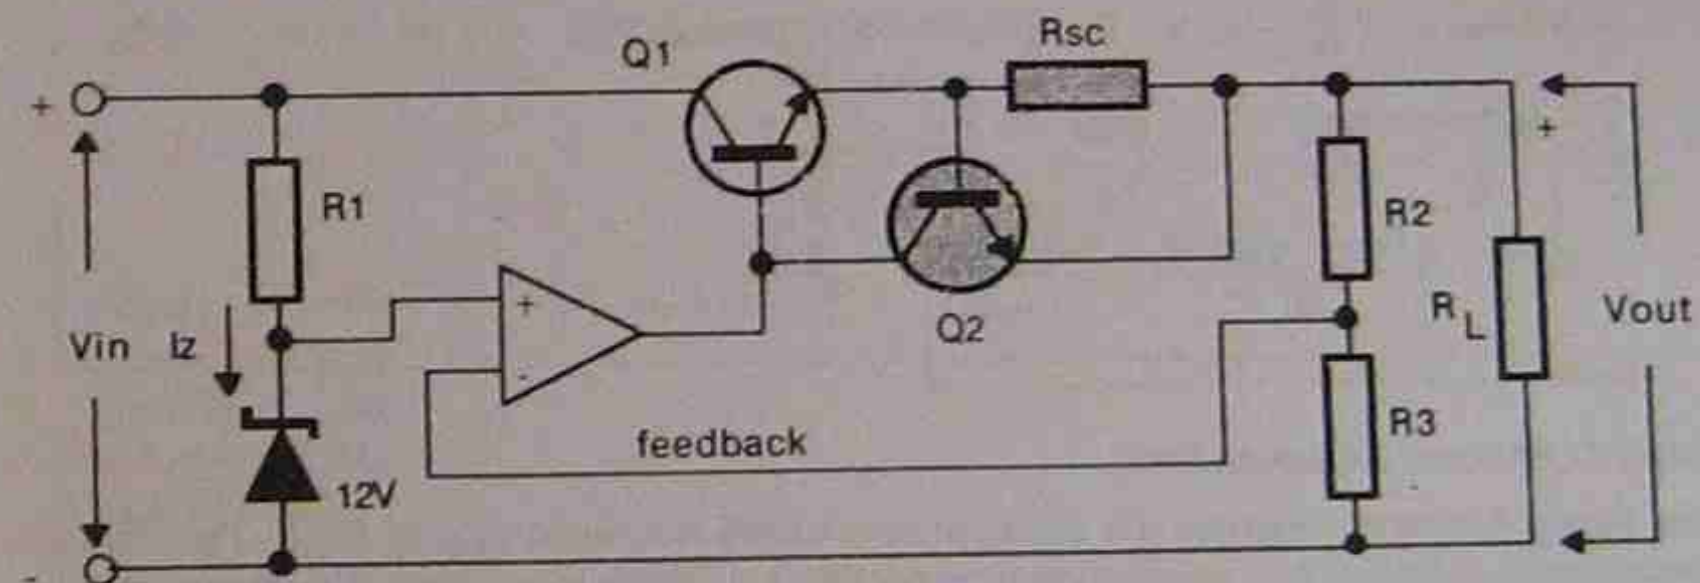 Q1
Rsc
+
+
R1
R2
+
Q2
RL
Vout
Vin
Iz
-
R3
feedback
12V
-